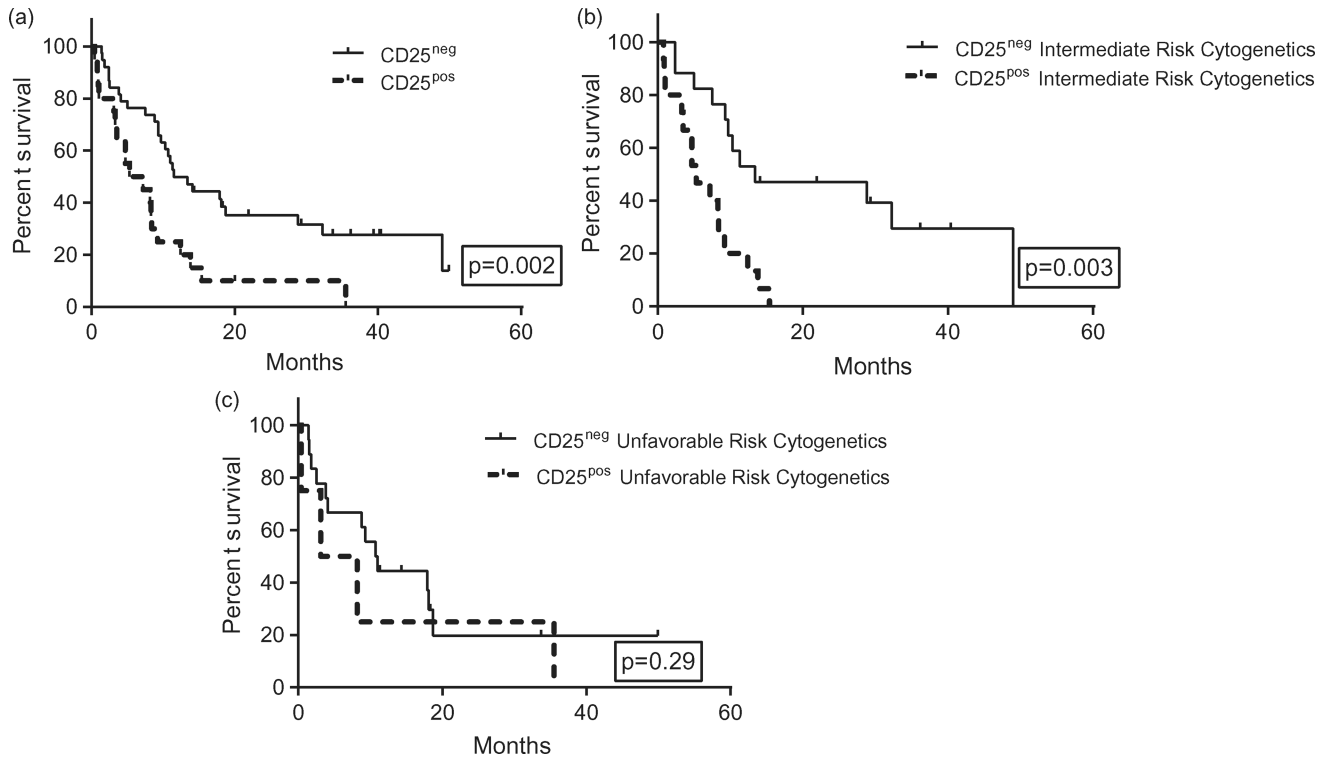 (a)
CD25neg
CD25pos
Percent survival
100
80
60
40
20
0
0 20 40 60
Months
p=0.002
(b)
CD25neg Intermediate Risk Cytogenetics
CD25pos Intermediate Risk Cytogenetics
Percent survival
100
80
60
40
20
0
0 20 40 60
Months
p=0.003
(c)
CD25neg Unfavorable Risk Cytogenetics
CD25pos Unfavorable Risk Cytogenetics
Percent survival
100
80
60
40
20
0
0 20 40 60
Months
p=0.29